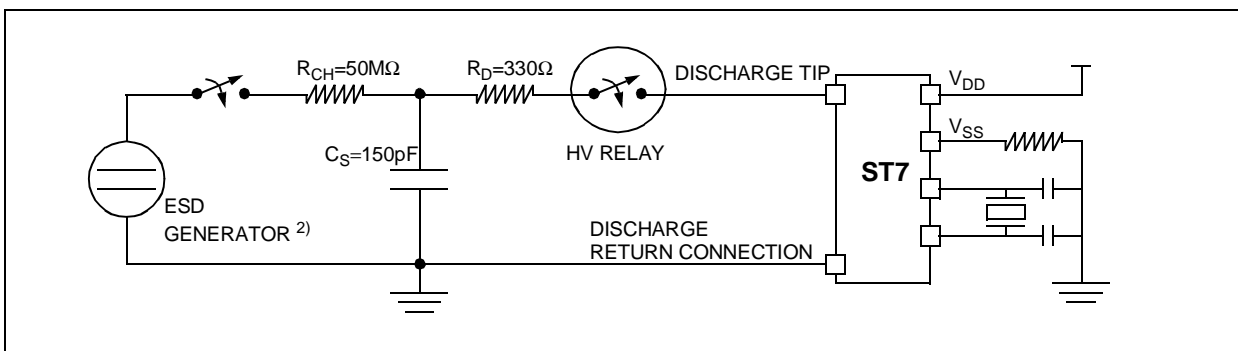 R_CH=50MΩ
R_D=330Ω
DISCHARGE TIP
V_DD
V_SS
C_S=150pF
HV RELAY
ST7
ESD
GENERATOR 2)
DISCHARGE
RETURN CONNECTION